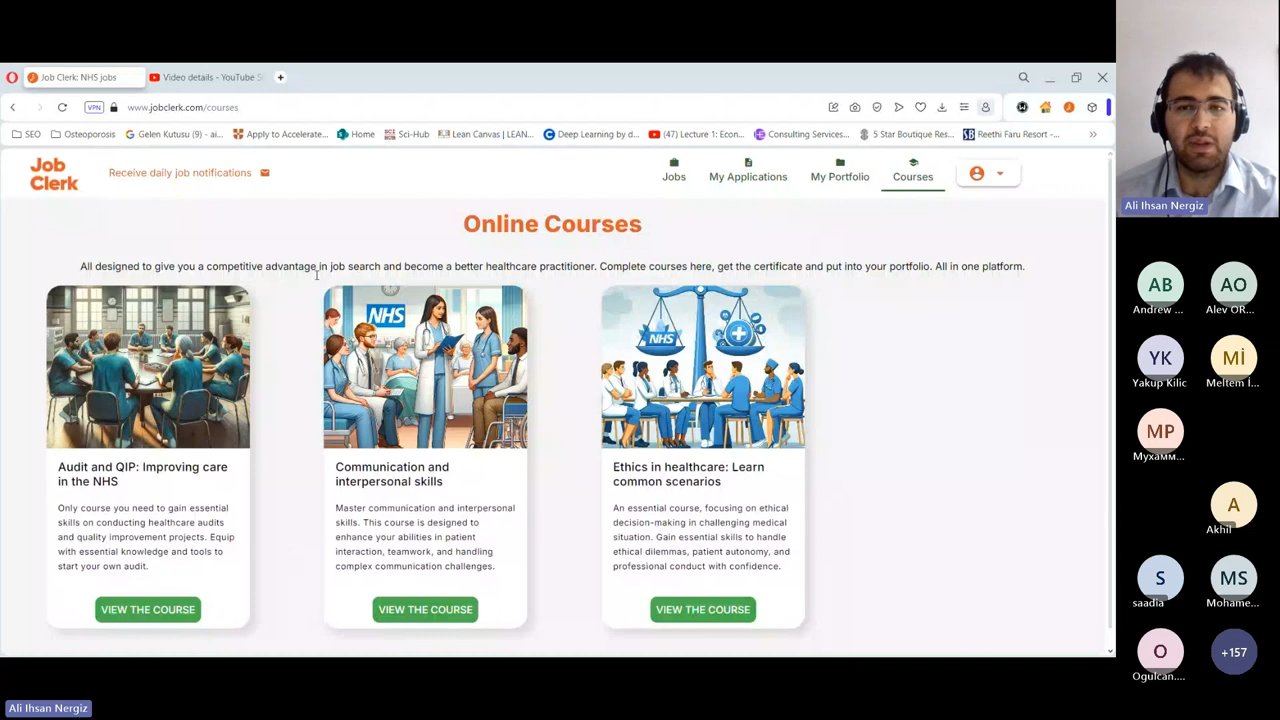 Job Clerk: NHS jobs
Video details - YouTube S
VPN
www.jobclerk.com/courses
SEO
Osteoporosis
Gelen Kutusu (9) - ai...
Apply to Accelerate...
Home
Sci-Hub
Lean Canvas | LEAN...
Deep Learning by d...
(47) Lecture 1: Econ...
Consulting Services...
5 Star Boutique Res...
Reethi Faru Resort -...
Job
Clerk
Receive daily job notifications
Jobs
My Applications
My Portfolio
Courses
Online Courses
All designed to give you a competitive advantage in job search and become a better healthcare practitioner. Complete courses here, get the certificate and put into your portfolio. All in one platform.
Audit and QIP: Improving care
in the NHS
Only course you need to gain essential
skills on conducting healthcare audits
and quality improvement projects. Equip
with essential knowledge and tools to
start your own audit.
VIEW THE COURSE
NHS
Communication and
interpersonal skills
Master communication and interpersonal
skills. This course is designed to
enhance your abilities in patient
interaction, teamwork, and handling
complex communication challenges.
VIEW THE COURSE
NHS
Ethics in healthcare: Learn
common scenarios
An essential course, focusing on ethical
decision-making in challenging medical
situation. Gain essential skills to handle
ethical dilemmas, patient autonomy, and
professional conduct with confidence.
VIEW THE COURSE
Ali Ihsan Nergiz
AB
Andrew ...
AO
Alev OR...
YK
Yakup Kilic
Mİ
Meltem İ...
MP
Мухамм...
A
Akhil
S
saadia
MS
Mohame...
O
Ogulcan....
+157
Ali Ihsan Nergiz